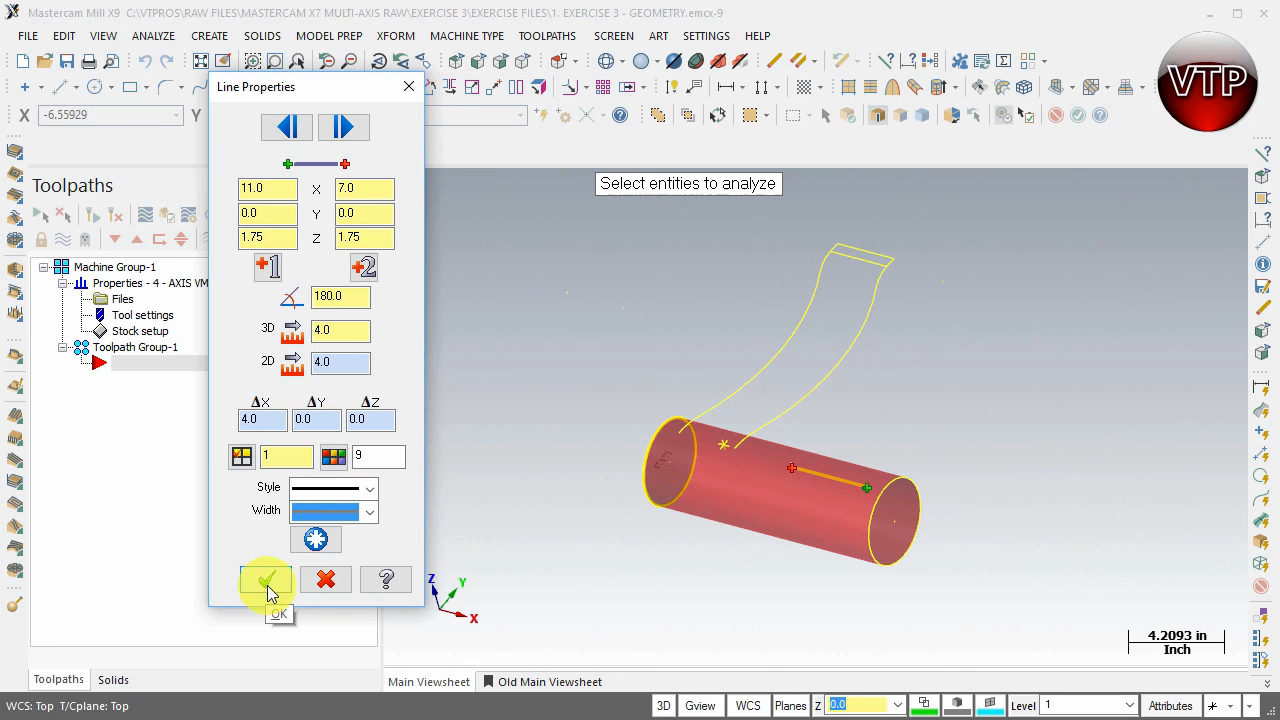 Mastercam Mill X9 C:\VTPROS\RAW FILES\MASTERCAM X7 MULTI-AXIS RAW\EXERCISE 3\EXERCISE FILES\1. EXERCISE 3 - GEOMETRY.emcx-9
FILE EDIT VIEW ANALYZE CREATE SOLIDS MODEL PREP XFORM MACHINE TYPE TOOLPATHS SCREEN ART SETTINGS HELP
VTP
Line Properties
X -6.55929 Y
Toolpaths
Select entities to analyze
11.0 X 7.0
0.0 Y 0.0
1.75 Z 1.75
+1 +2
Machine Group-1
Properties - 4 - AXIS VM
Files
Tool settings
Stock setup
Toolpath Group-1
180.0
3D 4.0
2D 4.0
ΔX ΔY ΔZ
4.0 0.0 0.0
1 9
Style
Width
OK
Z Y X
4.2093 in
Inch
Toolpaths Solids
Main Viewsheet Old Main Viewsheet
WCS: Top T/Cplane: Top 3D Gview WCS Planes Z 0.0 Level 1 Attributes